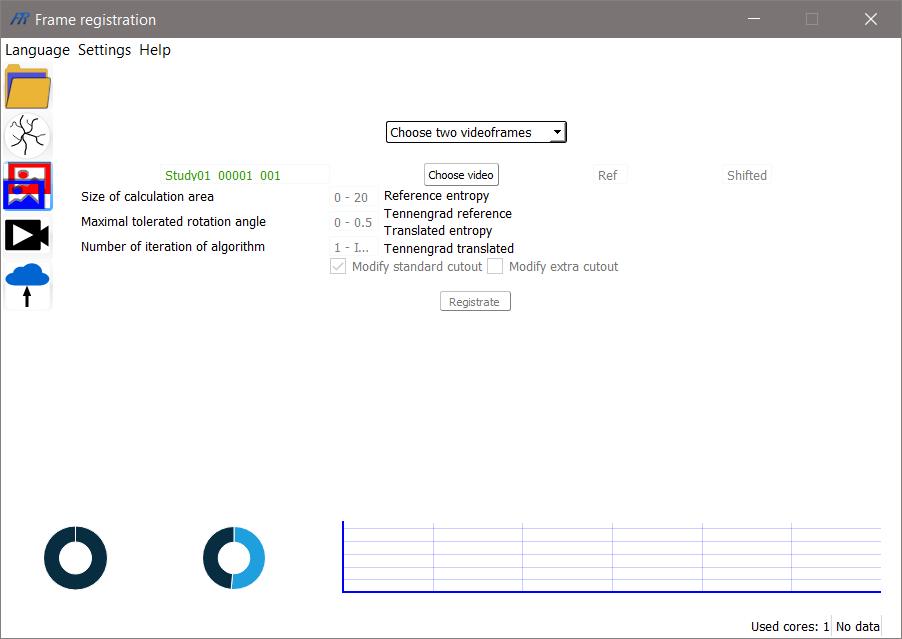 Frame registration
Language Settings Help
Choose two videoframes
Study01 00001 001 Choose video Ref Shifted
Size of calculation area 0 - 20 Reference entropy
Tennengrad reference
Maximal tolerated rotation angle 0 - 0.5
Translated entropy
Number of iteration of algorithm 1 - I... Tennengrad translated
Modify standard cutout Modify extra cutout
Registrate
Used cores: 1 No data